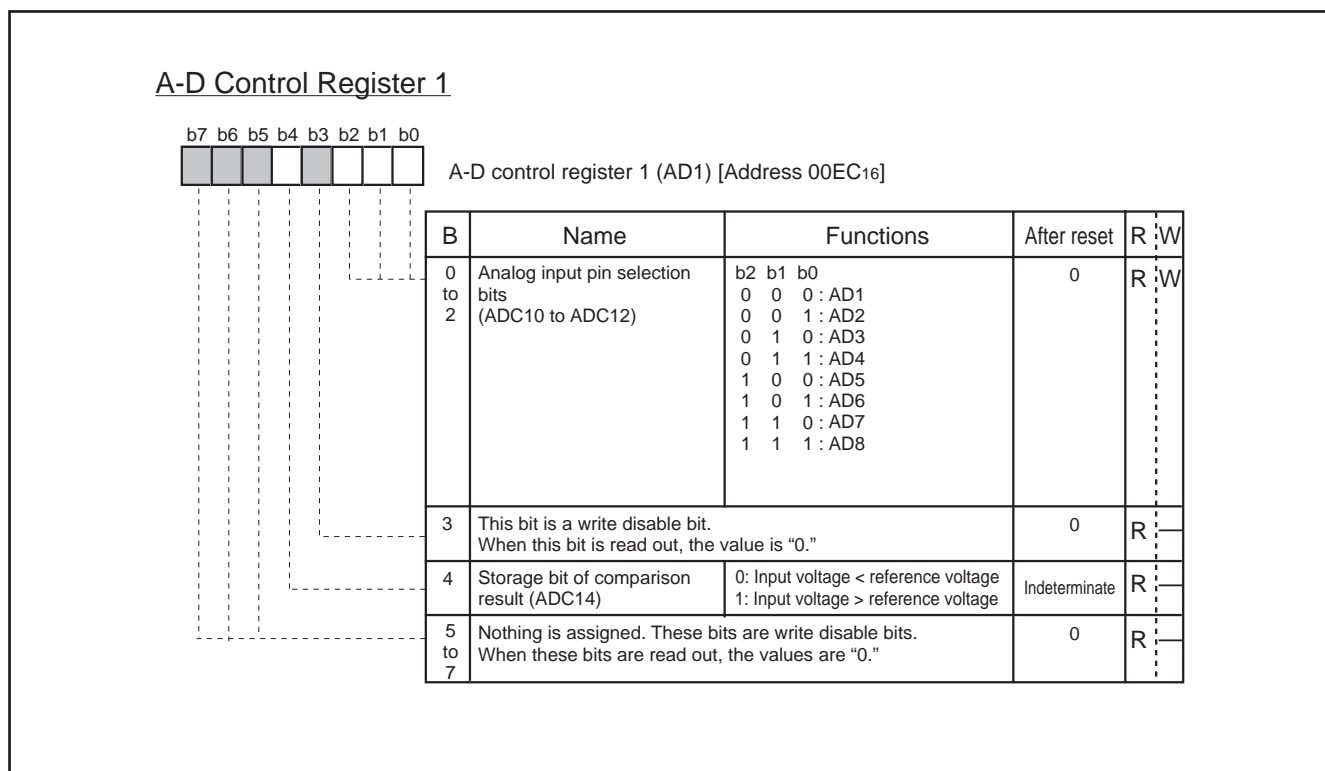 A-D Control Register 1
b7 b6 b5 b4 b3 b2 b1 b0
A-D control register 1 (AD1) [Address 00EC16]
B Name Functions After reset R W
0 to 2
Analog input pin selection
bits
(ADC10 to ADC12)
b2 b1 b0
0 0 0 : AD1
0 0 1 : AD2
0 1 0 : AD3
0 1 1 : AD4
1 0 0 : AD5
1 0 1 : AD6
1 1 0 : AD7
1 1 1 : AD8
0
R W
3
This bit is a write disable bit.
When this bit is read out, the value is “0.”
0
R —
4
Storage bit of comparison
result (ADC14)
0: Input voltage < reference voltage
1: Input voltage > reference voltage
Indeterminate
R —
5 to 7
Nothing is assigned. These bits are write disable bits.
When these bits are read out, the values are “0.”
0
R —